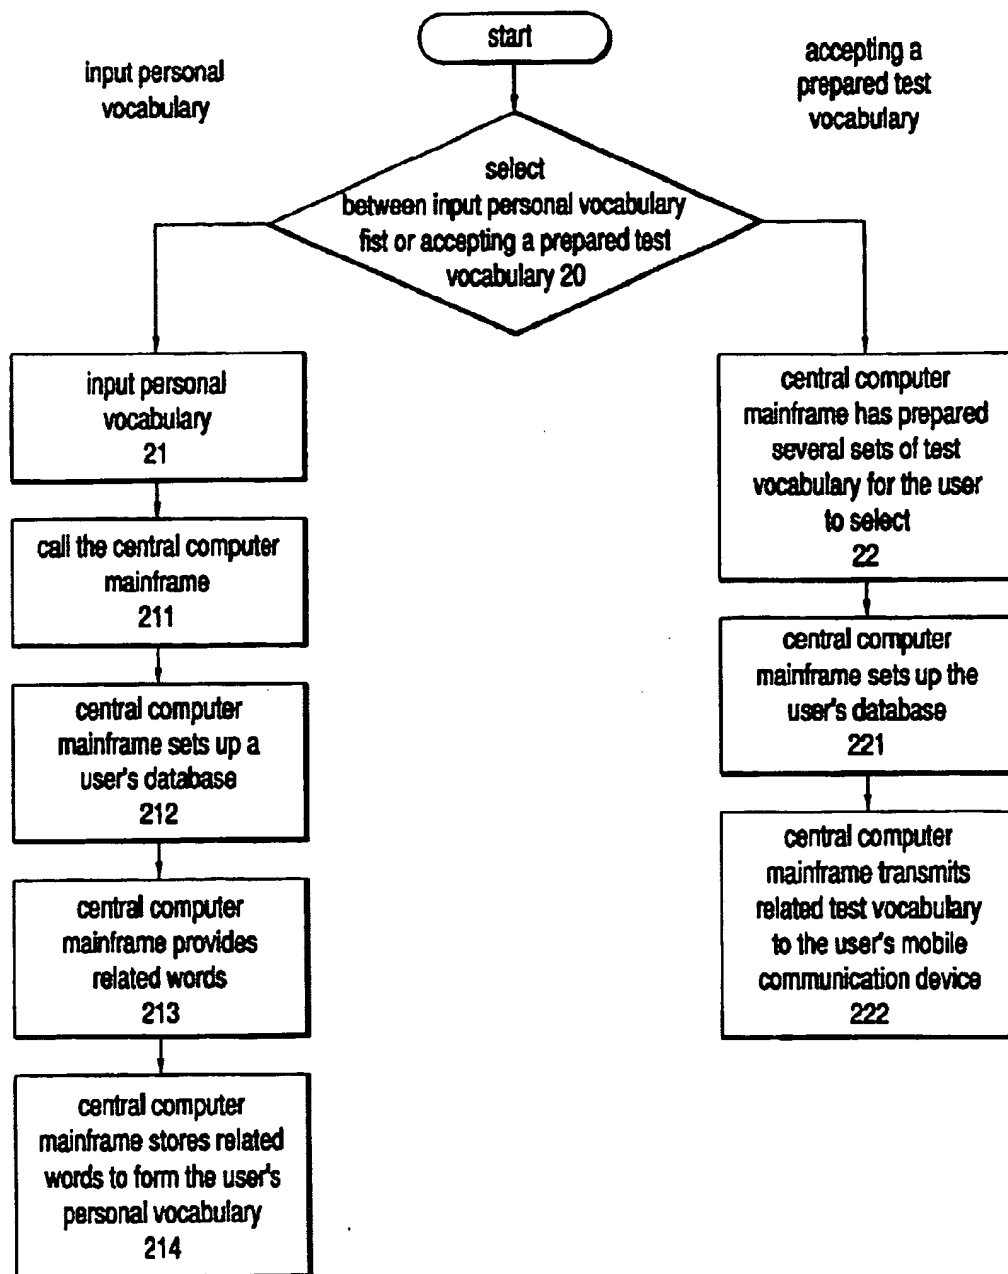 start
input personal
vocabulary
accepting a
prepared test
vocabulary
select
between input personal vocabulary
fist or accepting a prepared test
vocabulary 20
input personal
vocabulary
21
call the central computer
mainframe
211
central computer
mainframe sets up a
user's database
212
central computer
mainframe provides
related words
213
central computer
mainframe stores related
words to form the user's
personal vocabulary
214
central computer
mainframe has prepared
several sets of test
vocabulary for the user
to select
22
central computer
mainframe sets up the
user's database
221
central computer
mainframe transmits
related test vocabulary
to the user's mobile
communication device
222